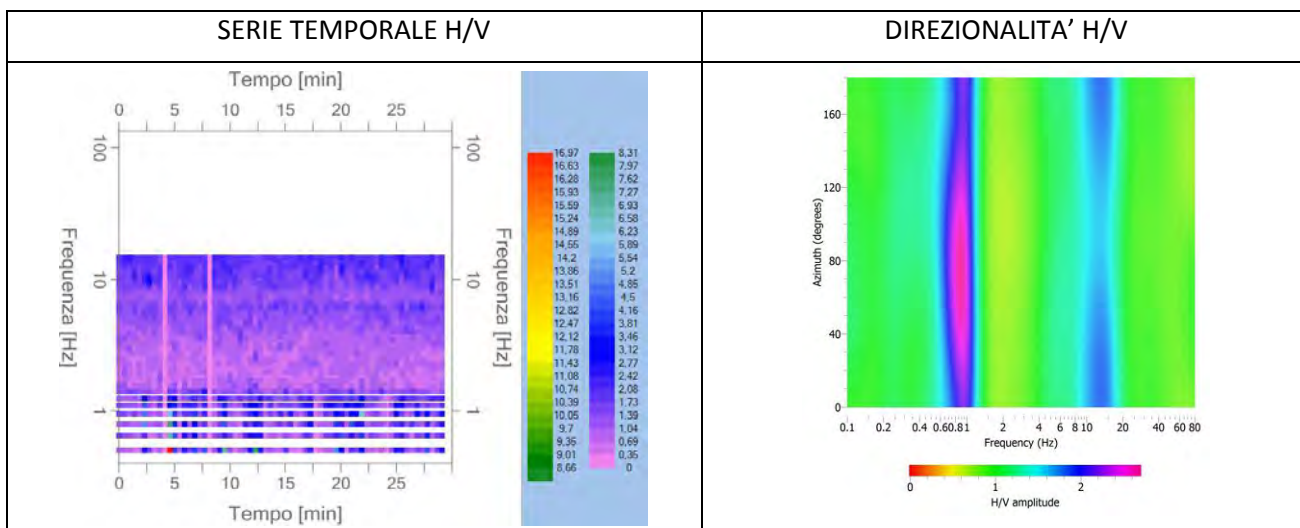 SERIE TEMPORALE H/V
DIREZIONALITA’ H/V
Tempo [min]
0 5 10 15 20 25
100
100
Frequenza [Hz]
Frequenza [Hz]
10
10
1
1
0 5 10 15 20 25
Tempo [min]
16,97 8,31
16,63 7,97
16,28 7,62
15,93 7,27
15,59 6,93
15,24 6,58
14,89 6,23
14,55 5,89
14,2 5,54
13,86 5,2
13,51 4,85
13,16 4,5
12,82 4,16
12,47 3,81
12,12 3,46
11,78 3,12
11,43 2,77
11,08 2,42
10,74 2,08
10,39 1,73
10,05 1,39
9,7 1,04
9,35 0,69
9,01 0,35
8,66 0
160
120
80
40
0
Azimuth (degrees)
0.1 0.2 0.4 0.60.81 2 4 6 810 20 40 60 80
Frequency (Hz)
0 1 2
H/V amplitude